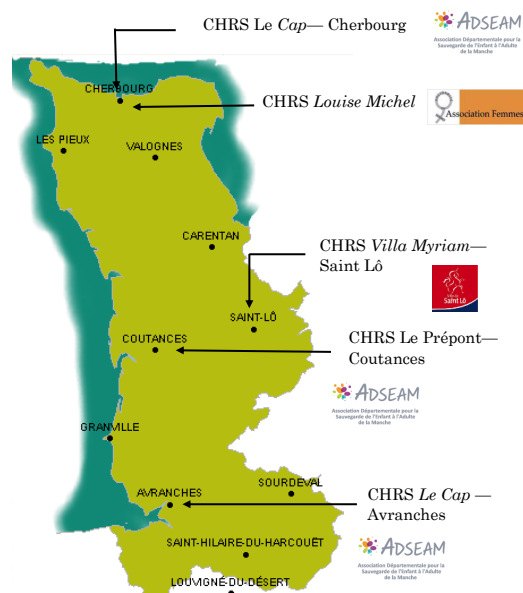 CHRS Le Cap— Cherbourg
ADSEAM
Association Départementale pour la
Sauvegarde de l'Enfant à l'Adulte
de la Manche
CHERBOURG
CHRS Louise Michel
Association Femmes
LES PIEUX
VALOGNES
CARENTAN
CHRS Villa Myriam—
Saint Lô
Saint Lô
SAINT-LÔ
COUTANCES
CHRS Le Prépont—
Coutances
ADSEAM
Association Départementale pour la
Sauvegarde de l'Enfant à l'Adulte
de la Manche
GRANVILLE
SOURDEVAL
AVRANCHES
CHRS Le Cap —
Avranches
SAINT-HILAIRE-DU-HARCOUËT
ADSEAM
Association Départementale pour la
Sauvegarde de l'Enfant à l'Adulte
de la Manche
LOUVIGNÉ-DU-DÉSERT